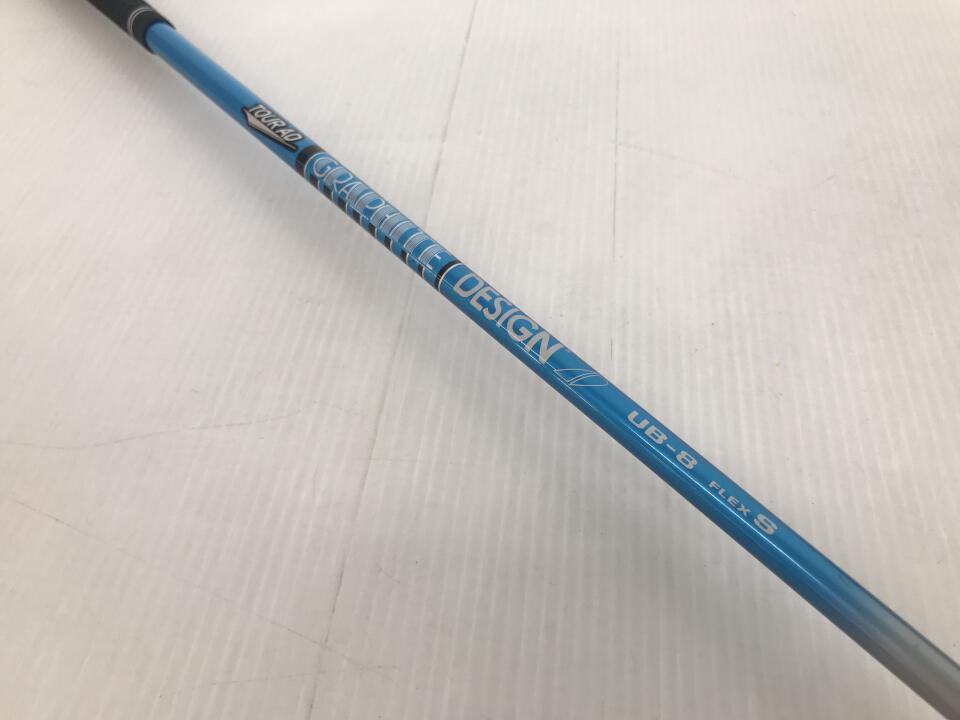 TOUR AD
GRAPHITE DESIGN
UB-8
FLEX S